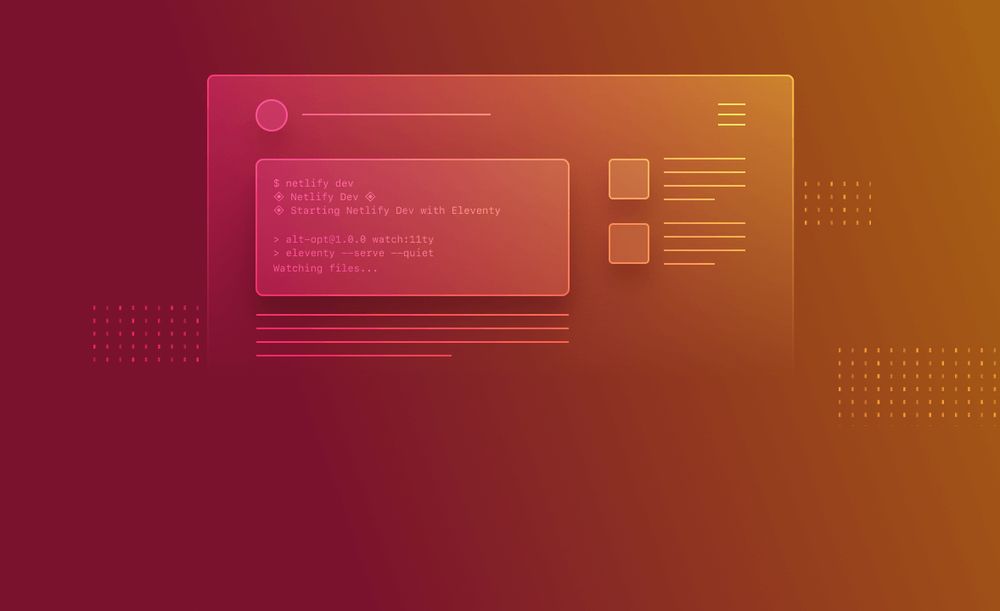 $ netlify dev
◈ Netlify Dev ◈
◈ Starting Netlify Dev with Eleventy
> alt-opt@1.0.0 watch:11ty
> eleventy --serve --quiet
Watching files...